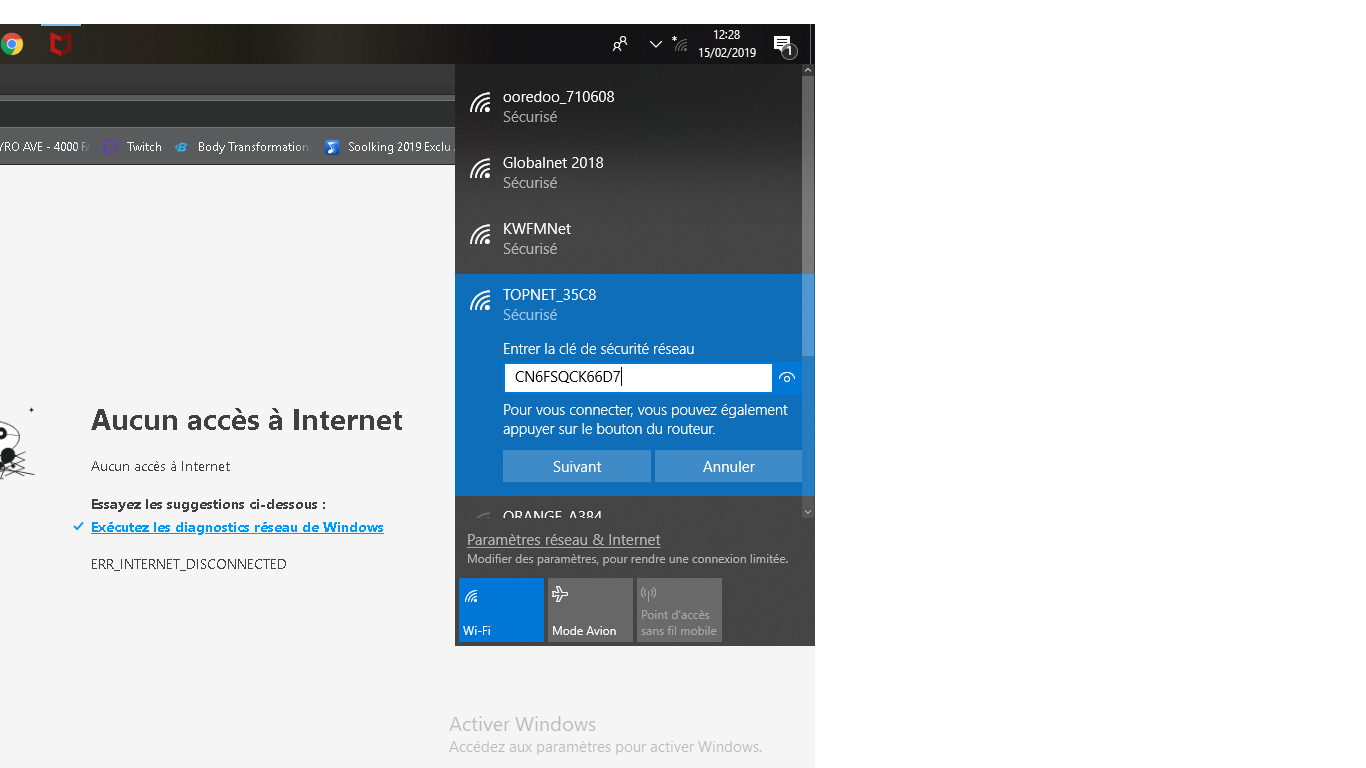 12:28
15/02/2019
1
YRO AVE - 4000 F
Twitch
Body Transformation
Soolking 2019 Exclu
ooredoo_710608
Sécurisé
Globalnet 2018
Sécurisé
KWFMNet
Sécurisé
TOPNET_35C8
Sécurisé
Entrer la clé de sécurité réseau
CN6FSQCK66D7
Pour vous connecter, vous pouvez également
appuyer sur le bouton du routeur.
Suivant
Annuler
ORANGE_A384
Paramètres réseau & Internet
Modifier des paramètres, pour rendre une connexion limitée.
Wi-Fi
Mode Avion
Point d'accès
sans fil mobile
Aucun accès à Internet
Aucun accès à Internet
Essayez les suggestions ci-dessous :
Exécutez les diagnostics réseau de Windows
ERR_INTERNET_DISCONNECTED
Activer Windows
Accédez aux paramètres pour activer Windows.